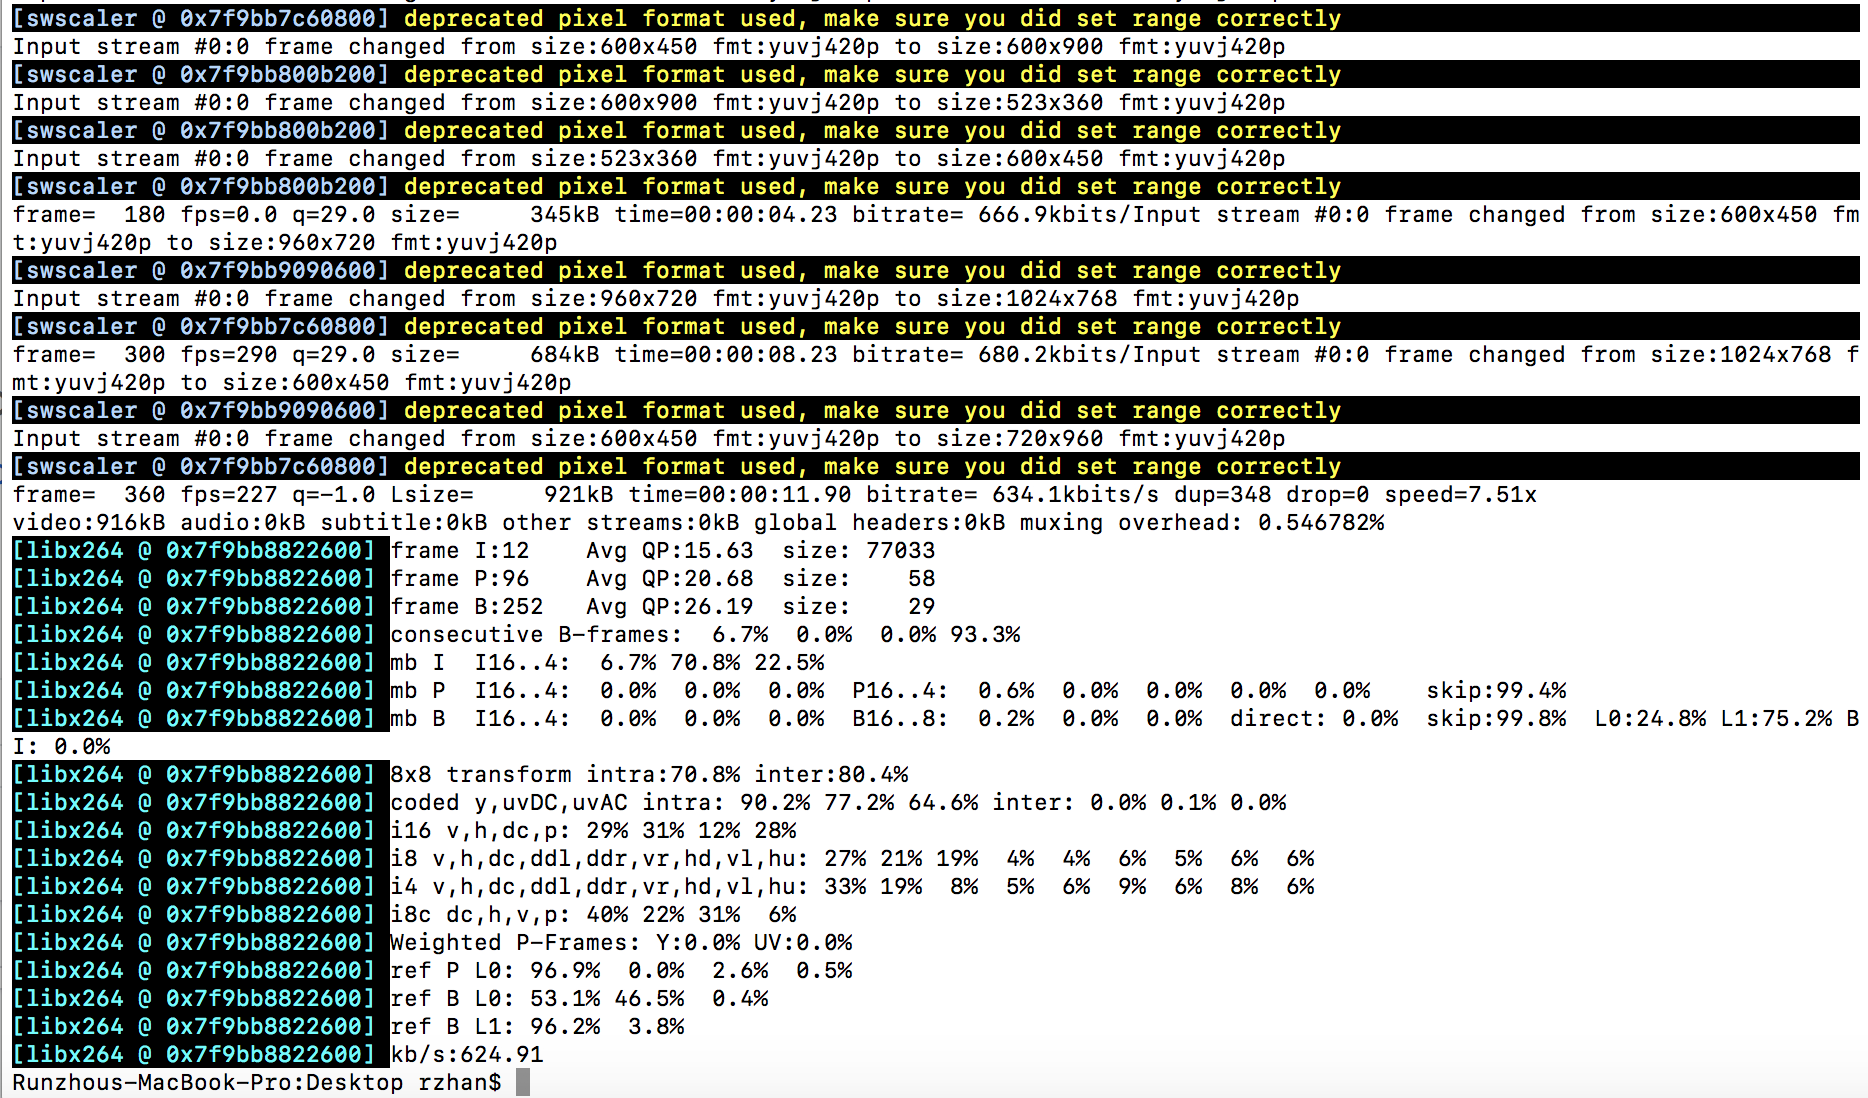 [swscaler @ 0x7f9bb7c60800] deprecated pixel format used, make sure you did set range correctly
Input stream #0:0 frame changed from size:600x450 fmt:yuvj420p to size:600x900 fmt:yuvj420p
[swscaler @ 0x7f9bb800b200] deprecated pixel format used, make sure you did set range correctly
Input stream #0:0 frame changed from size:600x900 fmt:yuvj420p to size:523x360 fmt:yuvj420p
[swscaler @ 0x7f9bb800b200] deprecated pixel format used, make sure you did set range correctly
Input stream #0:0 frame changed from size:523x360 fmt:yuvj420p to size:600x450 fmt:yuvj420p
[swscaler @ 0x7f9bb800b200] deprecated pixel format used, make sure you did set range correctly
frame=  180 fps=0.0 q=29.0 size=     345kB time=00:00:04.23 bitrate= 666.9kbits/Input stream #0:0 frame changed from size:600x450 fm
t:yuvj420p to size:960x720 fmt:yuvj420p
[swscaler @ 0x7f9bb9090600] deprecated pixel format used, make sure you did set range correctly
Input stream #0:0 frame changed from size:960x720 fmt:yuvj420p to size:1024x768 fmt:yuvj420p
[swscaler @ 0x7f9bb7c60800] deprecated pixel format used, make sure you did set range correctly
frame=  300 fps=290 q=29.0 size=     684kB time=00:00:08.23 bitrate= 680.2kbits/Input stream #0:0 frame changed from size:1024x768 f
mt:yuvj420p to size:600x450 fmt:yuvj420p
[swscaler @ 0x7f9bb9090600] deprecated pixel format used, make sure you did set range correctly
Input stream #0:0 frame changed from size:600x450 fmt:yuvj420p to size:720x960 fmt:yuvj420p
[swscaler @ 0x7f9bb7c60800] deprecated pixel format used, make sure you did set range correctly
frame=  360 fps=227 q=-1.0 Lsize=     921kB time=00:00:11.90 bitrate= 634.1kbits/s dup=348 drop=0 speed=7.51x
video:916kB audio:0kB subtitle:0kB other streams:0kB global headers:0kB muxing overhead: 0.546782%
[libx264 @ 0x7f9bb8822600] frame I:12    Avg QP:15.63  size: 77033
[libx264 @ 0x7f9bb8822600] frame P:96    Avg QP:20.68  size:    58
[libx264 @ 0x7f9bb8822600] frame B:252   Avg QP:26.19  size:    29
[libx264 @ 0x7f9bb8822600] consecutive B-frames:  6.7%  0.0%  0.0% 93.3%
[libx264 @ 0x7f9bb8822600] mb I  I16..4:  6.7% 70.8% 22.5%
[libx264 @ 0x7f9bb8822600] mb P  I16..4:  0.0%  0.0%  0.0%  P16..4:  0.6%  0.0%  0.0%  0.0%  0.0%    skip:99.4%
[libx264 @ 0x7f9bb8822600] mb B  I16..4:  0.0%  0.0%  0.0%  B16..8:  0.2%  0.0%  0.0%  direct: 0.0%  skip:99.8%  L0:24.8% L1:75.2% B
I: 0.0%
[libx264 @ 0x7f9bb8822600] 8x8 transform intra:70.8% inter:80.4%
[libx264 @ 0x7f9bb8822600] coded y,uvDC,uvAC intra: 90.2% 77.2% 64.6% inter: 0.0% 0.1% 0.0%
[libx264 @ 0x7f9bb8822600] i16 v,h,dc,p: 29% 31% 12% 28%
[libx264 @ 0x7f9bb8822600] i8 v,h,dc,ddl,ddr,vr,hd,vl,hu: 27% 21% 19%  4%  4%  6%  5%  6%  6%
[libx264 @ 0x7f9bb8822600] i4 v,h,dc,ddl,ddr,vr,hd,vl,hu: 33% 19%  8%  5%  6%  9%  6%  8%  6%
[libx264 @ 0x7f9bb8822600] i8c dc,h,v,p: 40% 22% 31%  6%
[libx264 @ 0x7f9bb8822600] Weighted P-Frames: Y:0.0% UV:0.0%
[libx264 @ 0x7f9bb8822600] ref P L0: 96.9%  0.0%  2.6%  0.5%
[libx264 @ 0x7f9bb8822600] ref B L0: 53.1% 46.5%  0.4%
[libx264 @ 0x7f9bb8822600] ref B L1: 96.2%  3.8%
[libx264 @ 0x7f9bb8822600] kb/s:624.91
Runzhous-MacBook-Pro:Desktop rzhan$